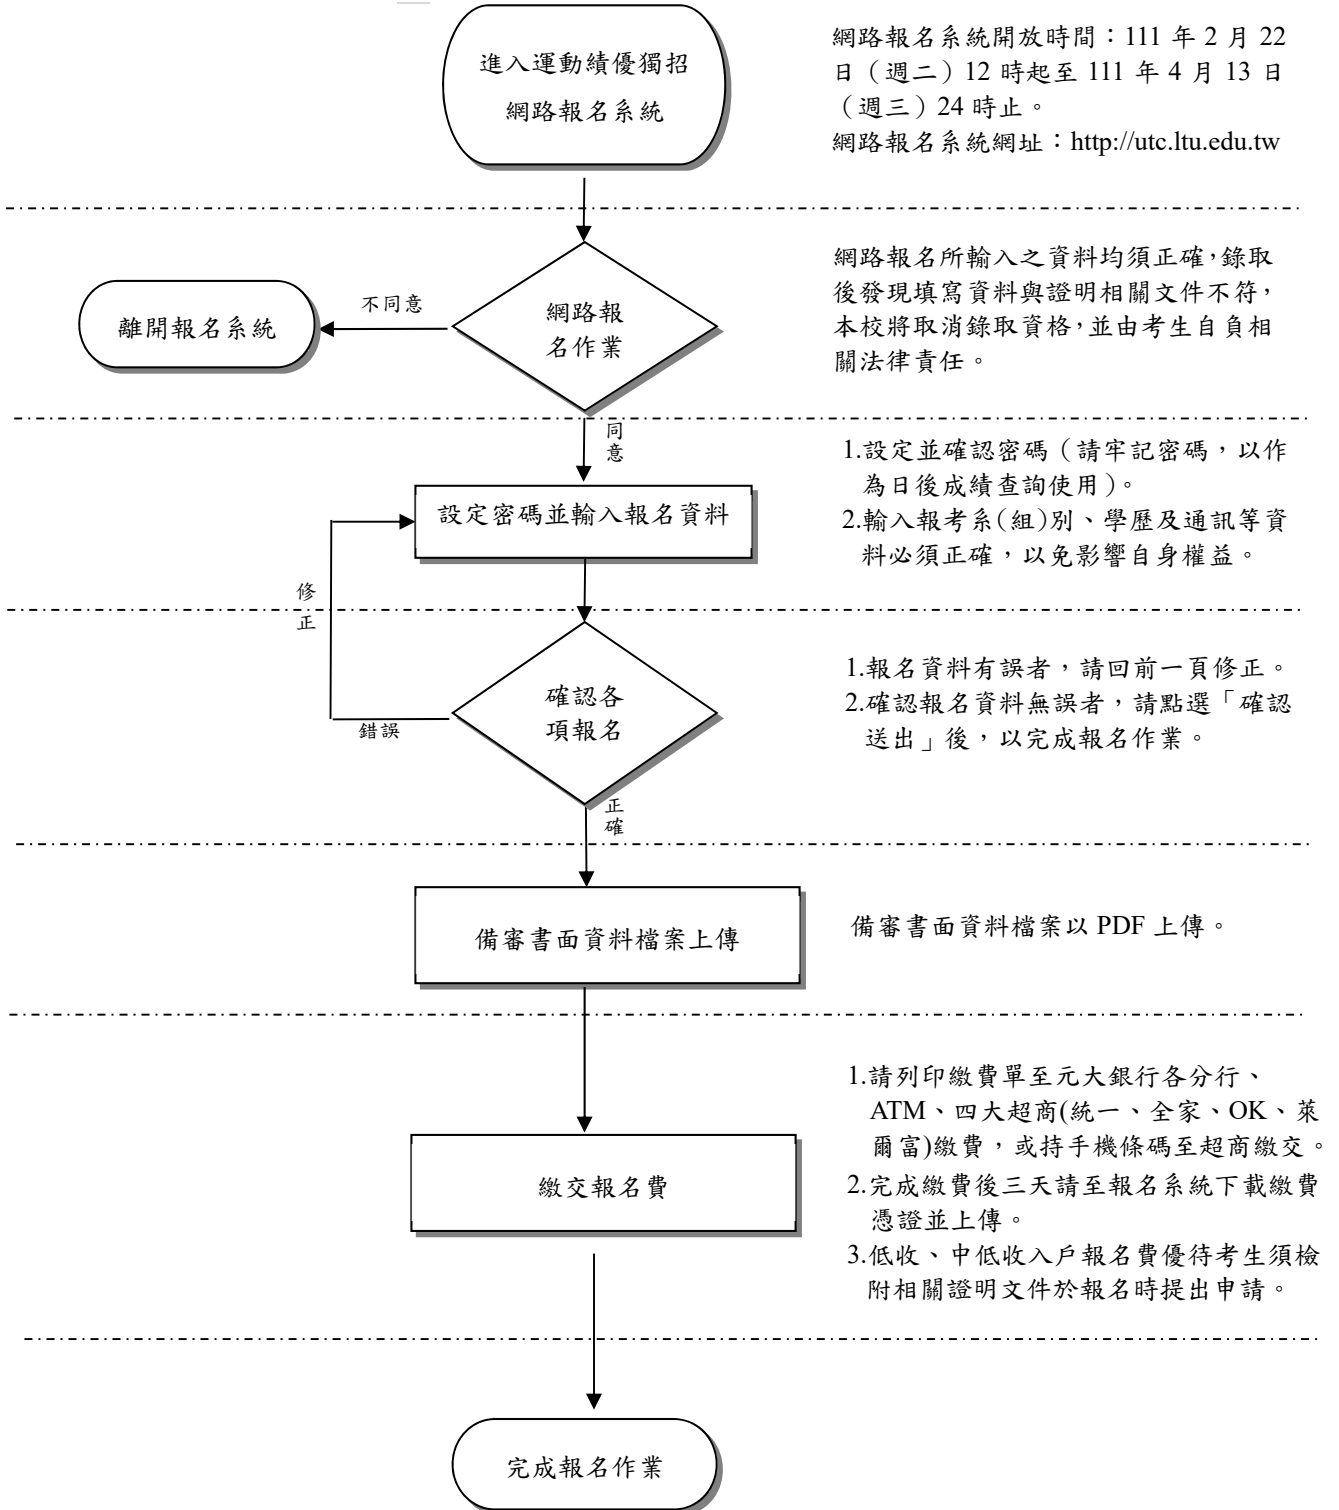 進入運動績優獨招
網路報名系統
網路報名系統開放時間：111 年 2 月 22
日（週二）12 時起至 111 年 4 月 13 日
（週三）24 時止。
網路報名系統網址：http://utc.ltu.edu.tw
離開報名系統
不同意
網路報
名作業
網路報名所輸入之資料均須正確，錄取
後發現填寫資料與證明相關文件不符，
本校將取消錄取資格，並由考生自負相
關法律責任。
同
意
設定密碼並輸入報名資料
1.設定並確認密碼（請牢記密碼，以作
為日後成績查詢使用）。
2.輸入報考系(組)別、學歷及通訊等資
料必須正確，以免影響自身權益。
修
正
錯誤
確認各
項報名
1.報名資料有誤者，請回前一頁修正。
2.確認報名資料無誤者，請點選「確認
送出」後，以完成報名作業。
正
確
備審書面資料檔案上傳
備審書面資料檔案以 PDF 上傳。
繳交報名費
1.請列印繳費單至元大銀行各分行、
ATM、四大超商(統一、全家、OK、萊
爾富)繳費，或持手機條碼至超商繳交。
2.完成繳費後三天請至報名系統下載繳費
憑證並上傳。
3.低收、中低收入戶報名費優待考生須檢
附相關證明文件於報名時提出申請。
完成報名作業